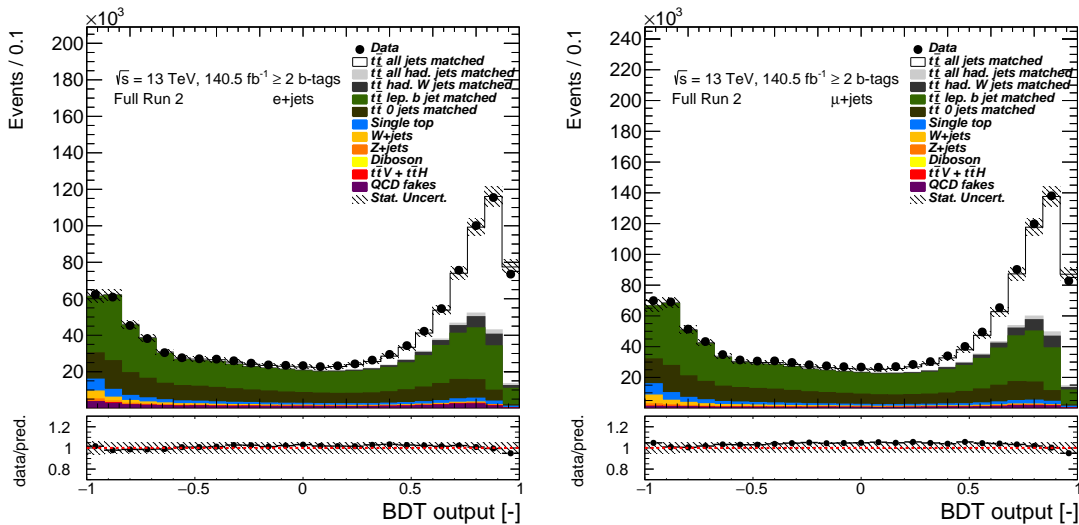 ×10³
Events / 0.1
200
180
160
140
120
100
80
60
40
20
√s = 13 TeV, 140.5 fb⁻¹ ≥ 2 b-tags
Full Run 2 e+jets
Data
tt̄ all jets matched
tt̄ all had. jets matched
tt̄ had. W jets matched
tt̄ lep. b jet matched
tt̄ 0 jets matched
Single top
W+jets
Z+jets
Diboson
tt̄V + tt̄H
QCD fakes
Stat. Uncert.
data/pred.
1.2
1
0.8
−1 −0.5 0 0.5 1
BDT output [-]
×10³
Events / 0.1
240
220
200
180
160
140
120
100
80
60
40
20
√s = 13 TeV, 140.5 fb⁻¹ ≥ 2 b-tags
Full Run 2 μ+jets
Data
tt̄ all jets matched
tt̄ all had. jets matched
tt̄ had. W jets matched
tt̄ lep. b jet matched
tt̄ 0 jets matched
Single top
W+jets
Z+jets
Diboson
tt̄V + tt̄H
QCD fakes
Stat. Uncert.
data/pred.
1.2
1
0.8
−1 −0.5 0 0.5 1
BDT output [-]